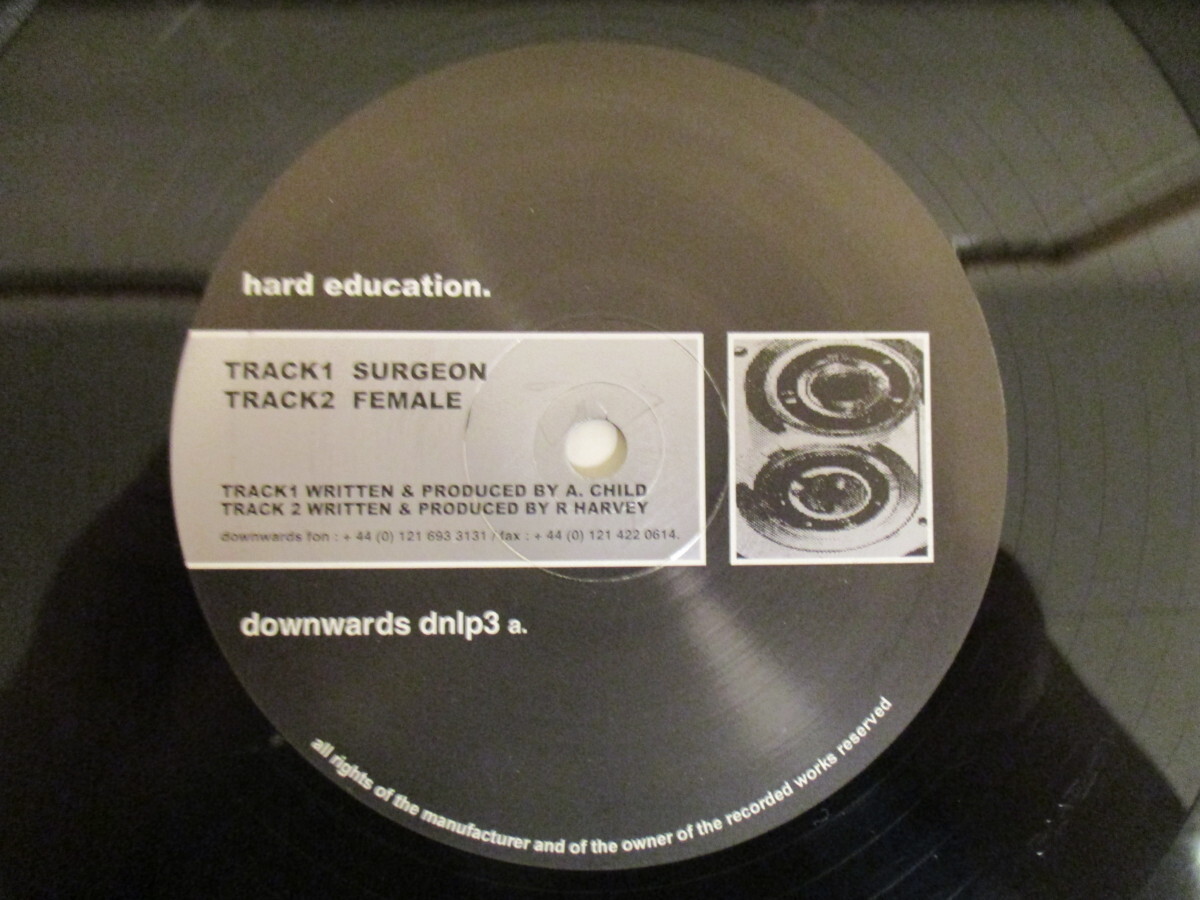 hard education.
TRACK1 SURGEON
TRACK2 FEMALE
TRACK1 WRITTEN & PRODUCED BY A. CHILD
TRACK 2 WRITTEN & PRODUCED BY R HARVEY
downwards fon : + 44 (0) 121 693 3131 / fax : + 44 (0) 121 422 0614.
downwards dnlp3 a.
all rights of the manufacturer and of the owner of the recorded works reserved